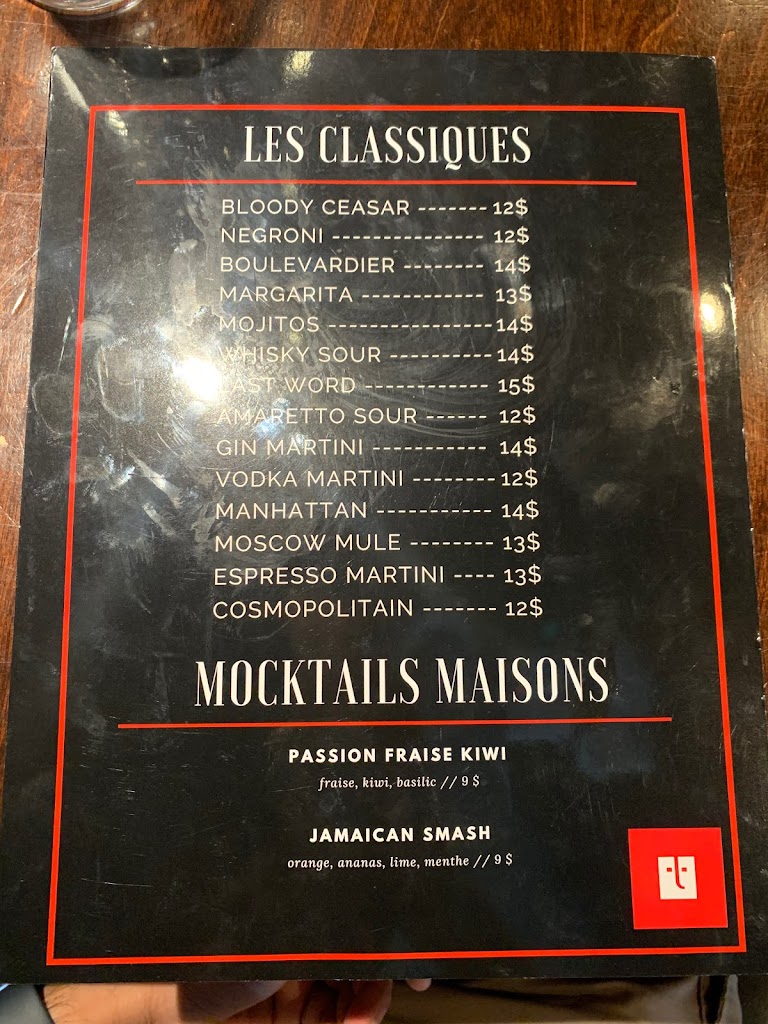 LES CLASSIQUES
BLOODY CEASAR ------- 12$
NEGRONI --------------- 12$
BOULEVARDIER -------- 14$
MARGARITA ------------ 13$
MOJITOS ---------------- 14$
WHISKY SOUR ---------- 14$
LAST WORD ------------ 15$
AMARETTO SOUR ------ 12$
GIN MARTINI ----------- 14$
VODKA MARTINI -------- 12$
MANHATTAN ----------- 14$
MOSCOW MULE -------- 13$
ESPRESSO MARTINI ---- 13$
COSMOPOLITAIN ------- 12$
MOCKTAILS MAISONS
PASSION FRAISE KIWI
fraise, kiwi, basilic // 9 $
JAMAICAN SMASH
orange, ananas, lime, menthe // 9 $